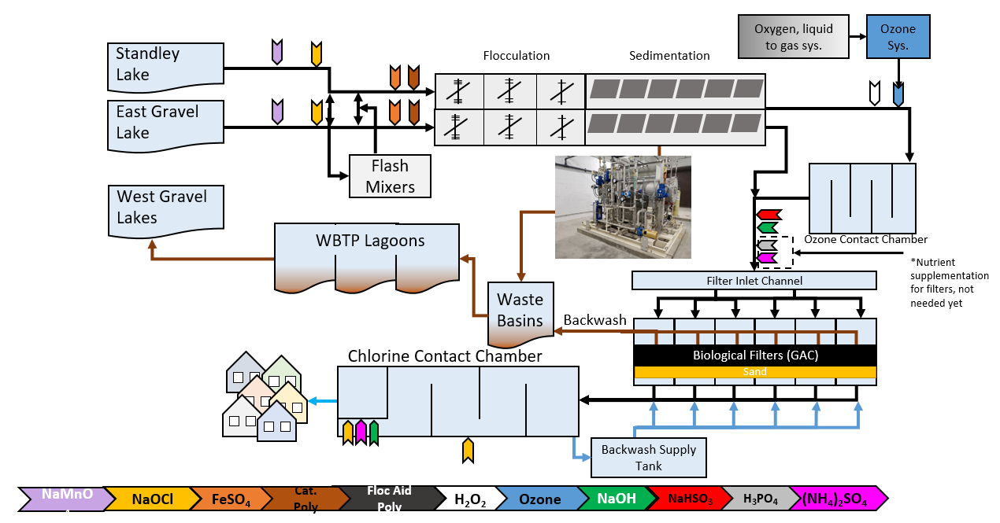 Oxygen, liquid
to gas sys.
Ozone
Sys.
Flocculation
Sedimentation
Standley
Lake
East Gravel
Lake
Flash
Mixers
West Gravel
Lakes
WBTP Lagoons
Ozone Contact Chamber
*Nutrient
supplementation
for filters, not
needed yet
Filter Inlet Channel
Waste
Basins
Backwash
Biological Filters (GAC)
Sand
Chlorine Contact Chamber
Backwash Supply
Tank
NaMnO
4
NaOCl
FeSO4
Cat.
Poly
Floc Aid
Poly
H2O2
Ozone
NaOH
NaHSO3
H3PO4
(NH4)2SO4